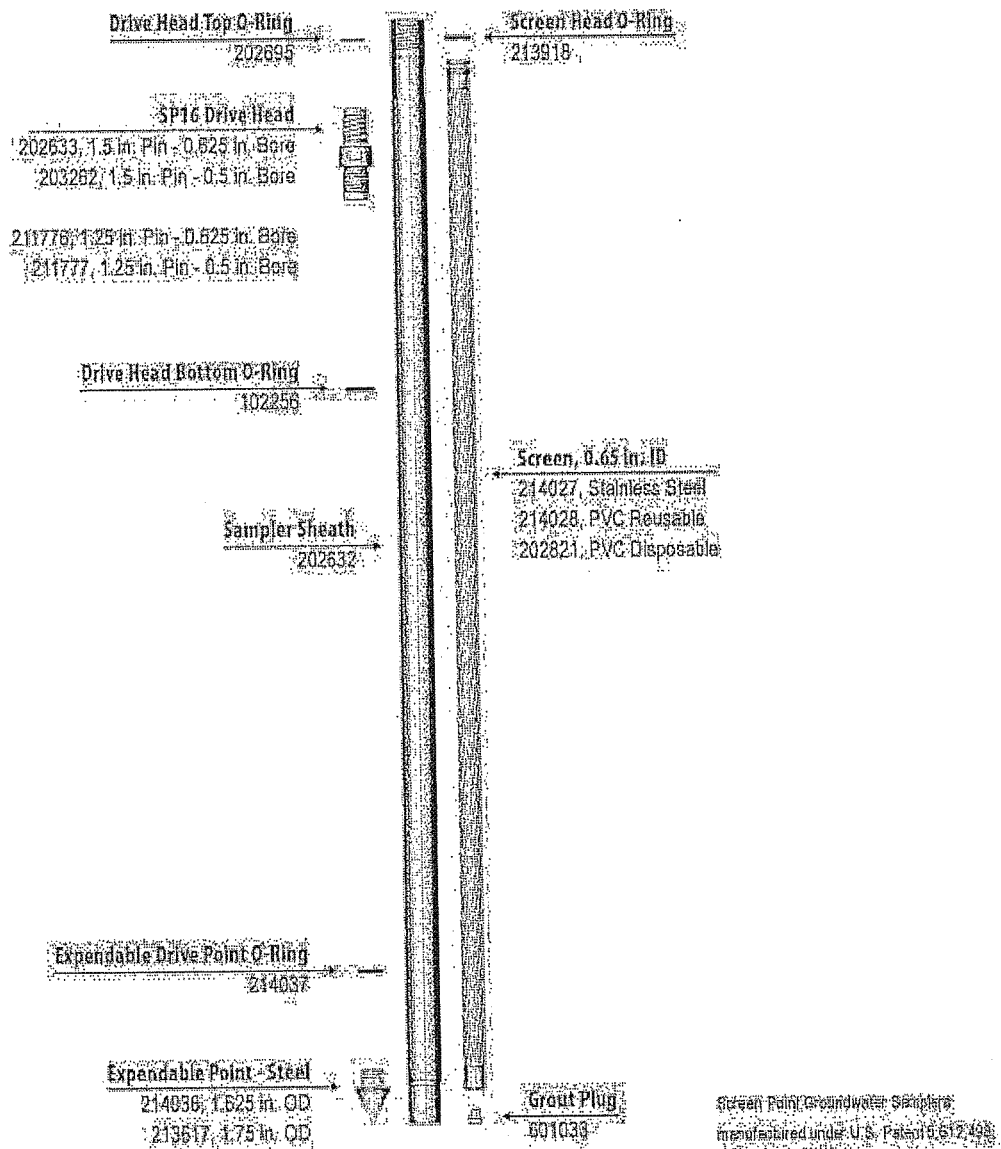 Drive Head Top O-Ring
202695
Screen Head O-Ring
213918
SP16 Drive Head
202633, 1.5 in. Pin - 0.625 in. Bore
203262, 1.5 in. Pin - 0.5 in. Bore
211776, 1.25 in. Pin - 0.625 in. Bore
211777, 1.25 in. Pin - 0.5 in. Bore
Drive Head Bottom O-Ring
102256
Screen, 0.65 in. ID
214027, Stainless Steel
214028, PVC Reusable
202821, PVC Disposable
Sampler Sheath
202632
Expendable Drive Point O-Ring
214037
Expendable Point - Steel
214036, 1.625 in. OD
213617, 1.75 in. OD
Grout Plug
601033
Screen Point Groundwater Samplers
manufactured under U.S. Patent 5,612,498